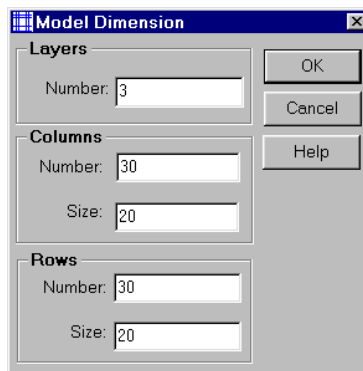 Model Dimension
Layers
Number: 3
OK
Cancel
Help
Columns
Number: 30
Size: 20
Rows
Number: 30
Size: 20